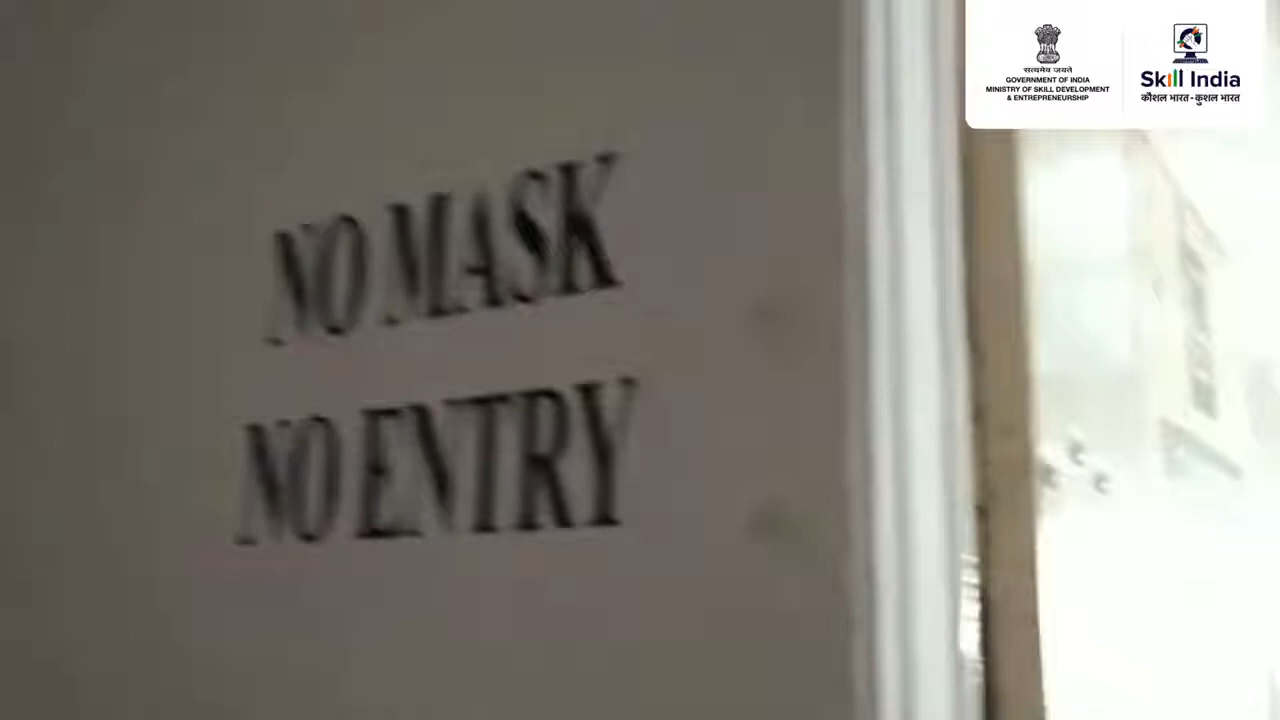 NO MASK
NO ENTRY
सत्यमेव जयते
GOVERNMENT OF INDIA
MINISTRY OF SKILL DEVELOPMENT
& ENTREPRENEURSHIP
Skill India
कौशल भारत - कुशल भारत